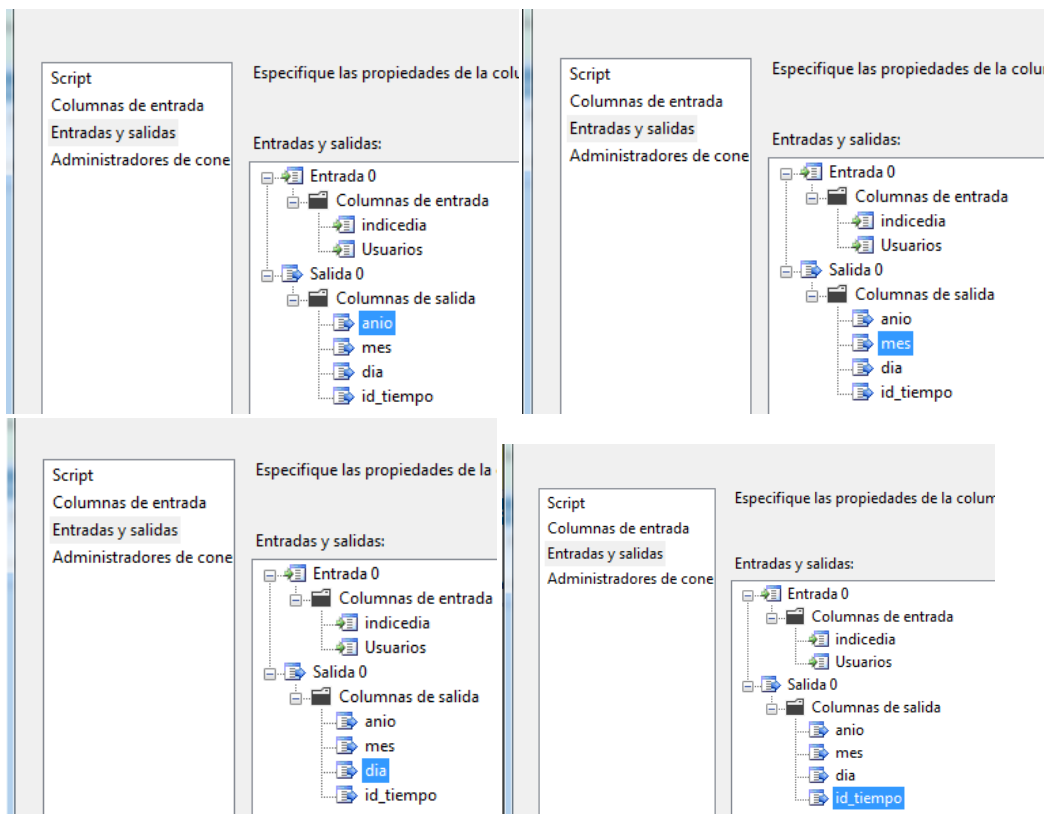 Script
Columnas de entrada
Entradas y salidas
Administradores de cone
Especifique las propiedades de la colu
Entradas y salidas:
Entrada 0
Columnas de entrada
indicedia
Usuarios
Salida 0
Columnas de salida
anio
mes
dia
id_tiempo
Script
Columnas de entrada
Entradas y salidas
Administradores de cone
Especifique las propiedades de la colu
Entradas y salidas:
Entrada 0
Columnas de entrada
indicedia
Usuarios
Salida 0
Columnas de salida
anio
mes
dia
id_tiempo
Script
Columnas de entrada
Entradas y salidas
Administradores de cone
Especifique las propiedades de la
Entradas y salidas:
Entrada 0
Columnas de entrada
indicedia
Usuarios
Salida 0
Columnas de salida
anio
mes
dia
id_tiempo
Script
Columnas de entrada
Entradas y salidas
Administradores de cone
Especifique las propiedades de la colum
Entradas y salidas:
Entrada 0
Columnas de entrada
indicedia
Usuarios
Salida 0
Columnas de salida
anio
mes
dia
id_tiempo